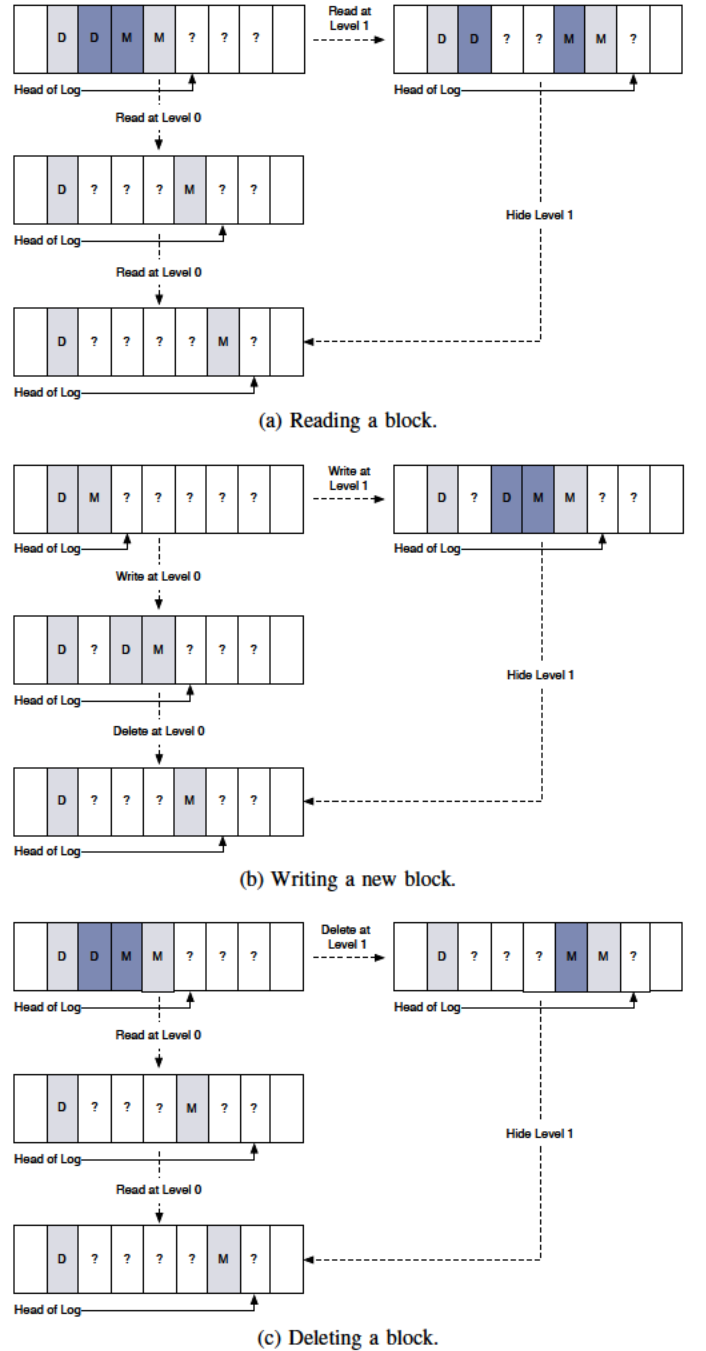 D D M M ? ? ? Read at Level 1 D D ? ? M M ?
Head of Log Head of Log
Read at Level 0
D ? ? ? M ? ? Hide Level 1
Head of Log
Read at Level 0
D ? ? ? ? M ?
Head of Log
(a) Reading a block.
D M ? ? ? ? ? Write at Level 1 D ? D M M ? ?
Head of Log Head of Log
Write at Level 0
D ? D M ? ? ? Hide Level 1
Head of Log
Delete at Level 0
D ? ? ? M ? ?
Head of Log
(b) Writing a new block.
D D M M ? ? ? Delete at Level 1 D ? ? ? M M ?
Head of Log Head of Log
Read at Level 0
D ? ? ? M ? ? Hide Level 1
Head of Log
Read at Level 0
D ? ? ? ? M ?
Head of Log
(c) Deleting a block.